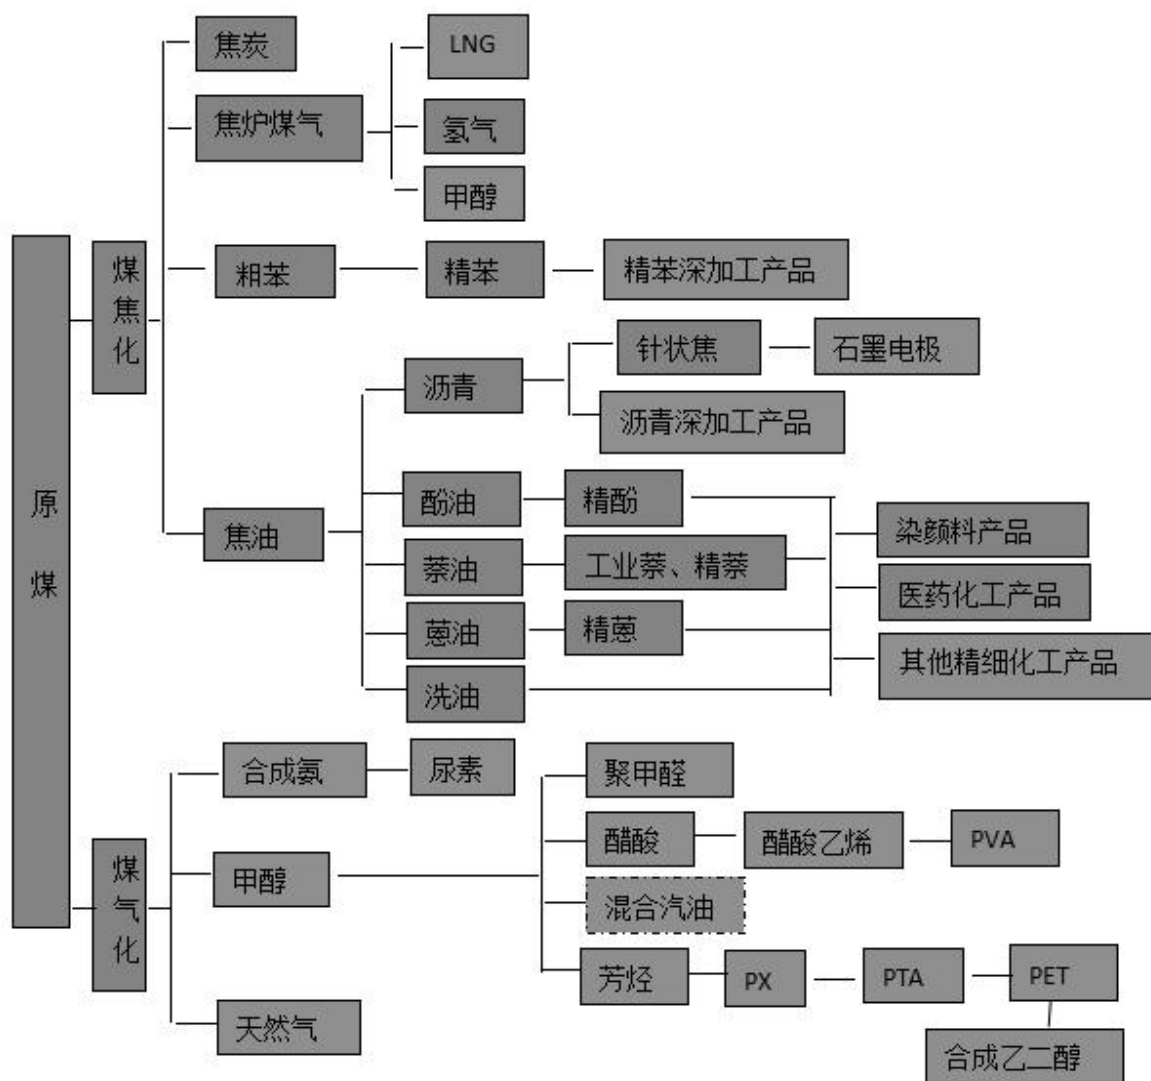 焦炭
LNG
焦炉煤气
氢气
甲醇
原煤
煤焦化
粗苯
精苯
精苯深加工产品
沥青
针状焦
石墨电极
沥青深加工产品
焦油
酚油
精酚
染颜料产品
萘油
工业萘、精萘
医药化工产品
蒽油
精蒽
其他精细化工产品
洗油
煤气化
合成氨
尿素
聚甲醛
醋酸
醋酸乙烯
PVA
甲醇
混合汽油
芳烃
PX
PTA
PET
天然气
合成乙二醇